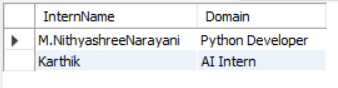 InternName Domain
M.NithyashreeNarayani Python Developer
Karthik AI Intern